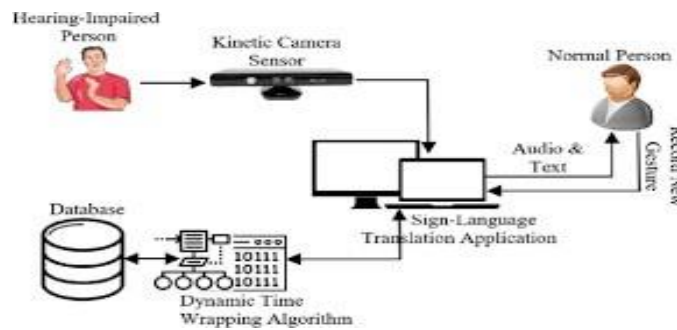 Hearing-Impaired
Person
Kinetic Camera
Sensor
Normal Person
Audio &
Text
Record New
Gesture
Sign-Language
Translation Application
Database
10111
10111
10111
Dynamic Time
Wrapping Algorithm